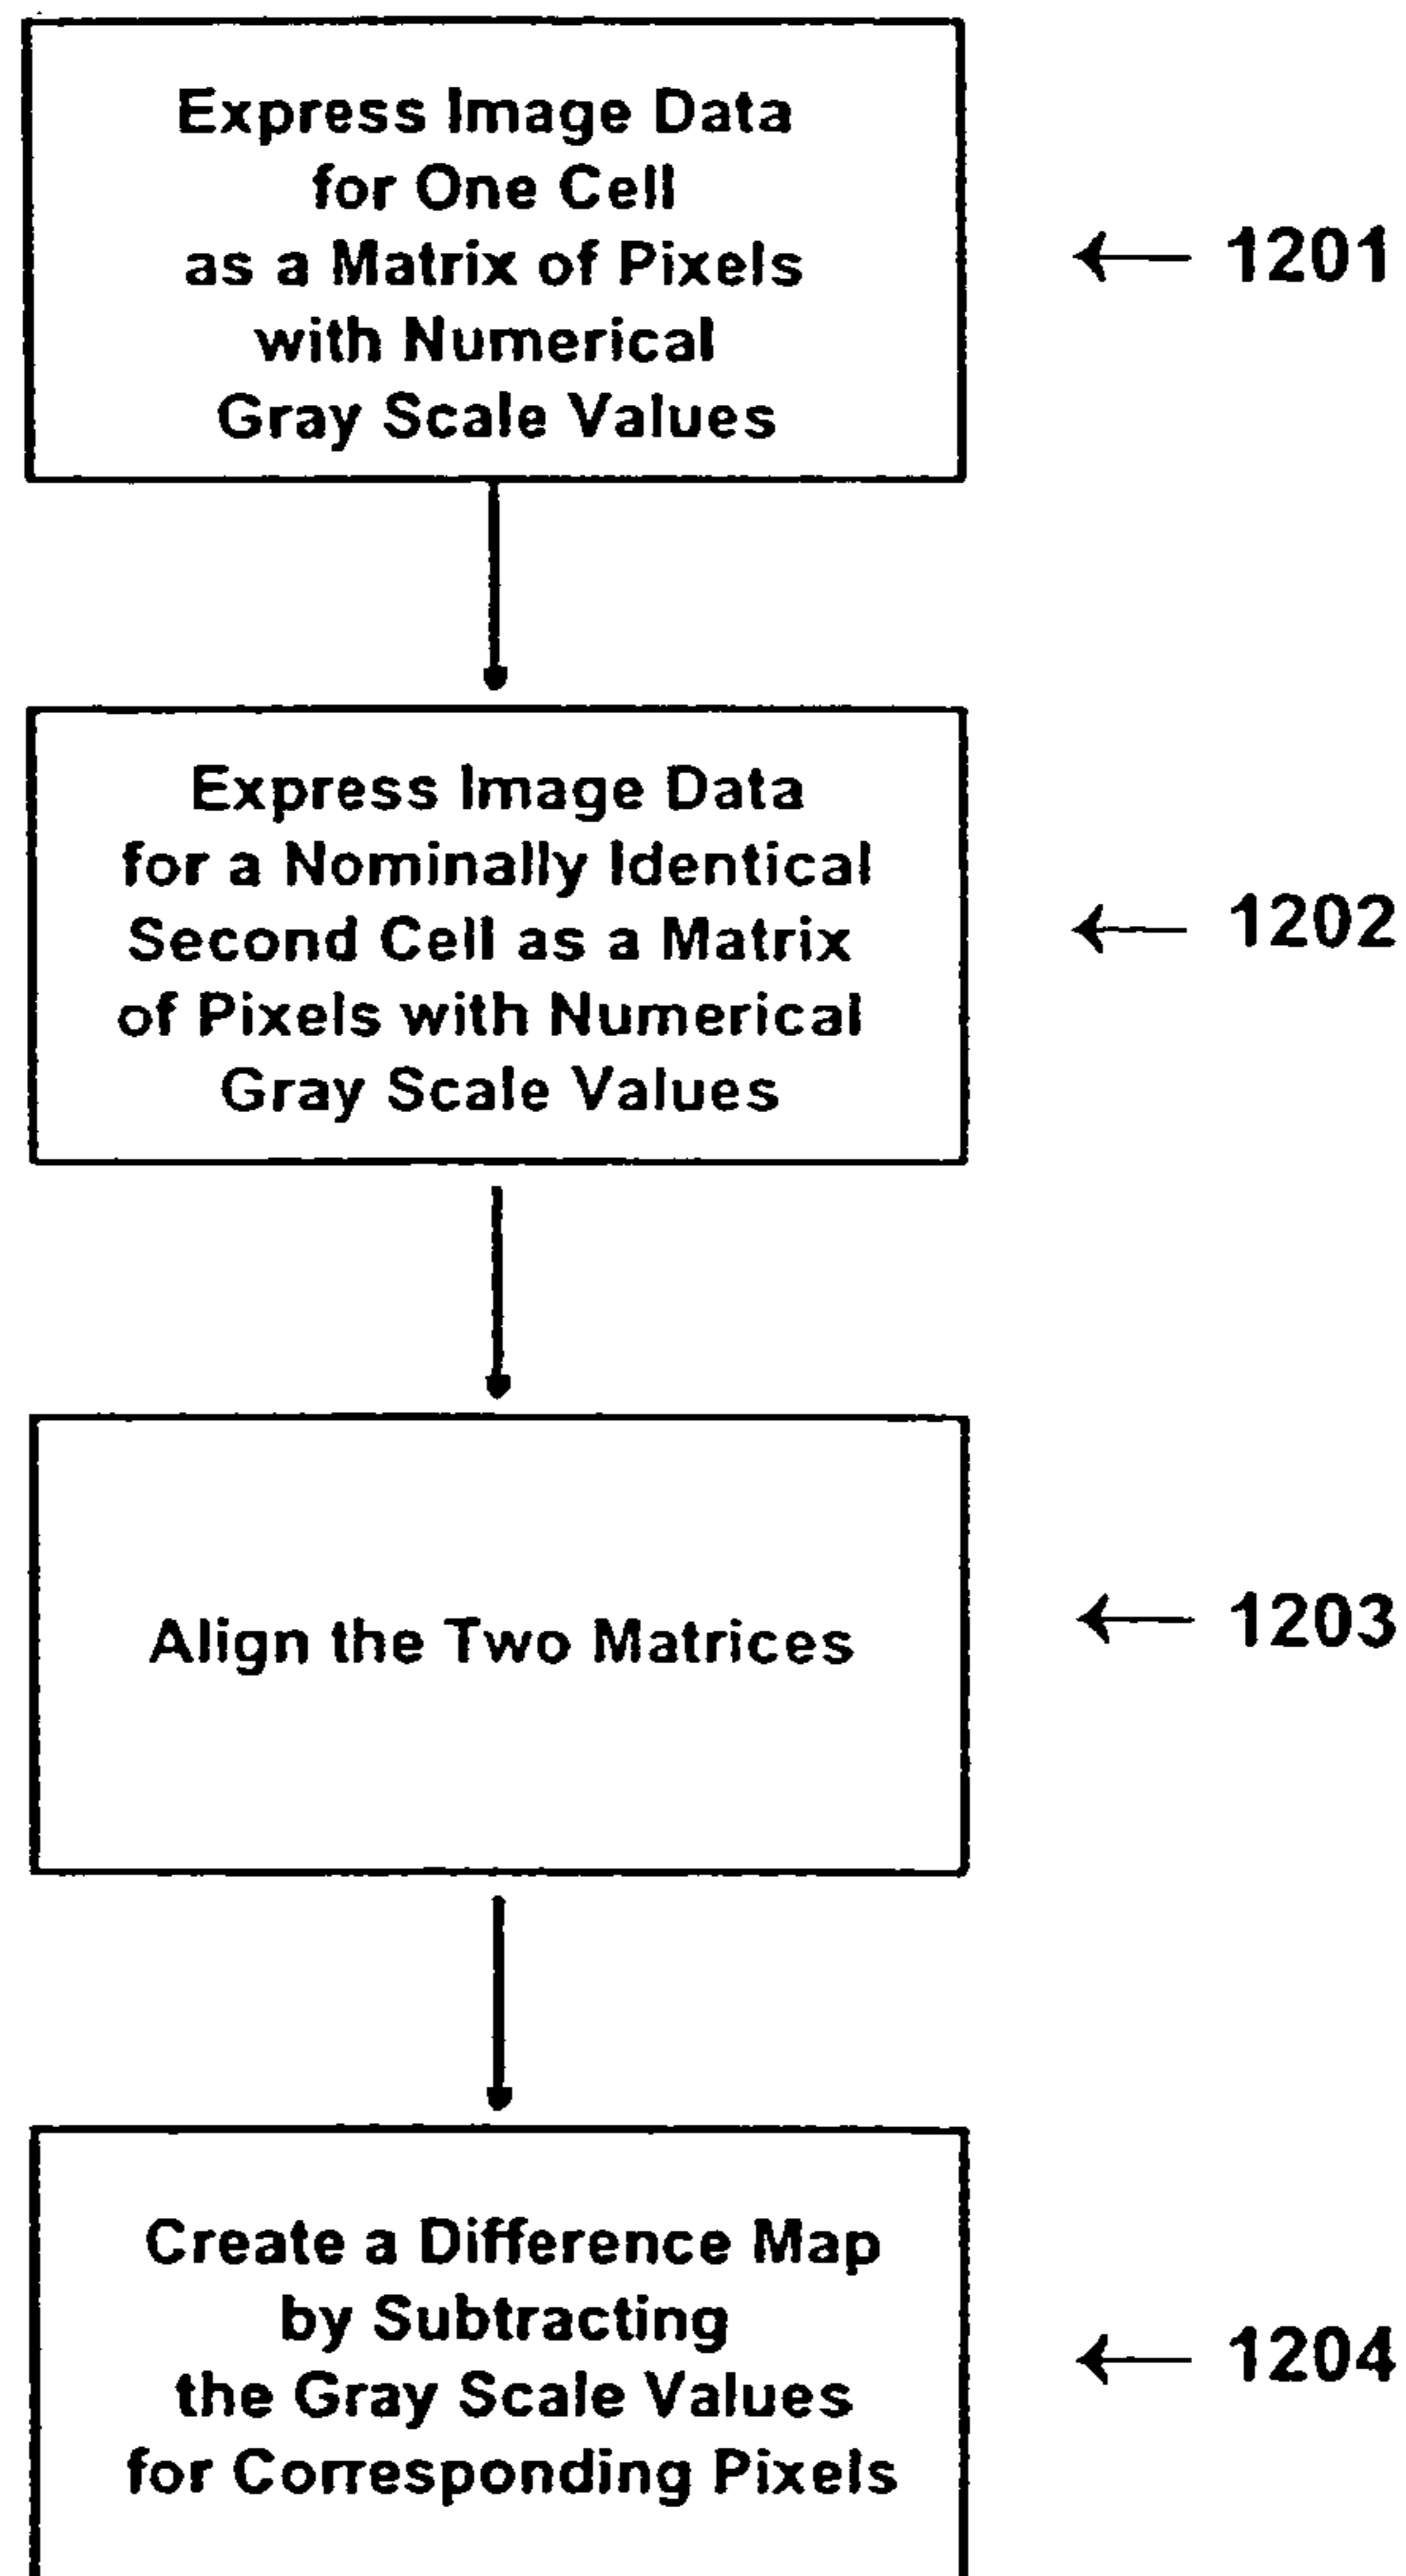 Express Image Data
for One Cell
as a Matrix of Pixels
with Numerical
Gray Scale Values
1201
Express Image Data
for a Nominally Identical
Second Cell as a Matrix
of Pixels with Numerical
Gray Scale Values
1202
Align the Two Matrices
1203
Create a Difference Map
by Subtracting
the Gray Scale Values
for Corresponding Pixels
1204